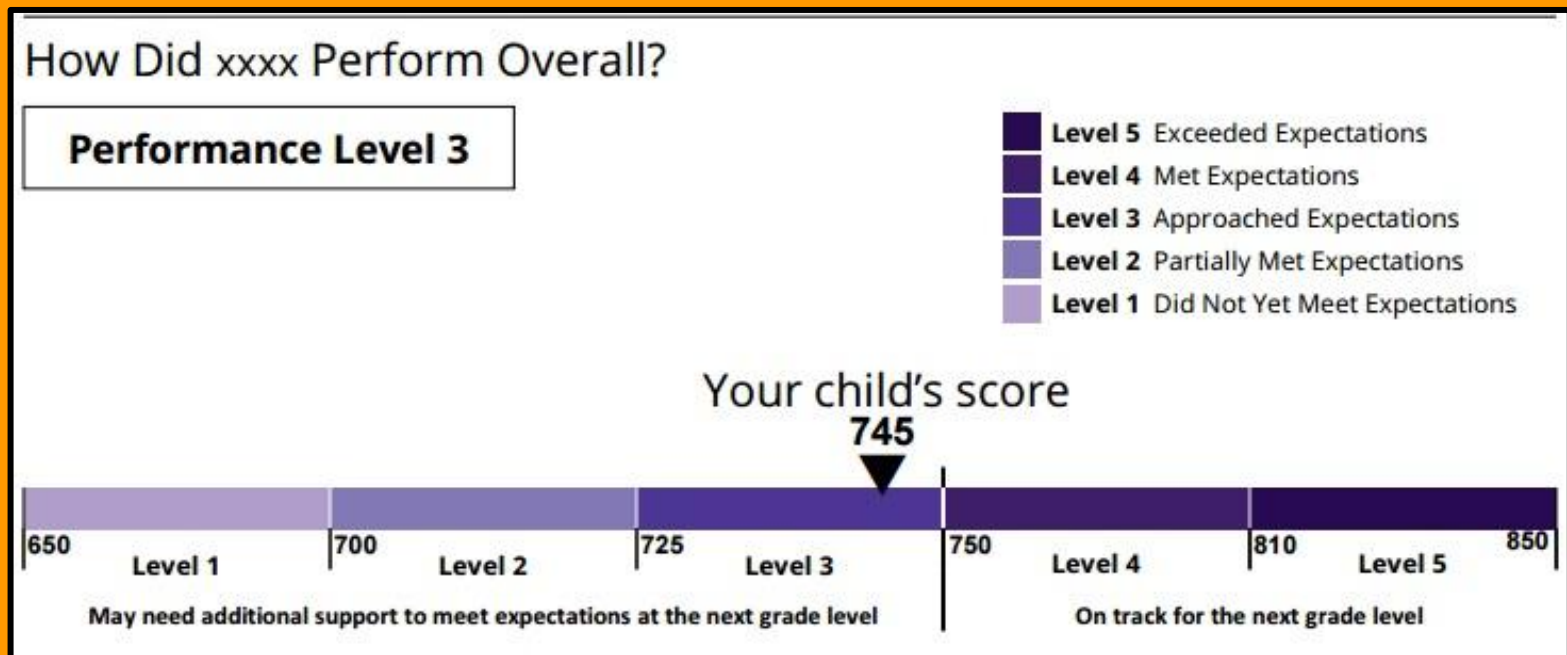 How Did xxxx Perform Overall?
Performance Level 3
Level 5 Exceeded Expectations
Level 4 Met Expectations
Level 3 Approached Expectations
Level 2 Partially Met Expectations
Level 1 Did Not Yet Meet Expectations
Your child's score
745
650 700 725 750 810 850
Level 1 Level 2 Level 3 Level 4 Level 5
May need additional support to meet expectations at the next grade level On track for the next grade level